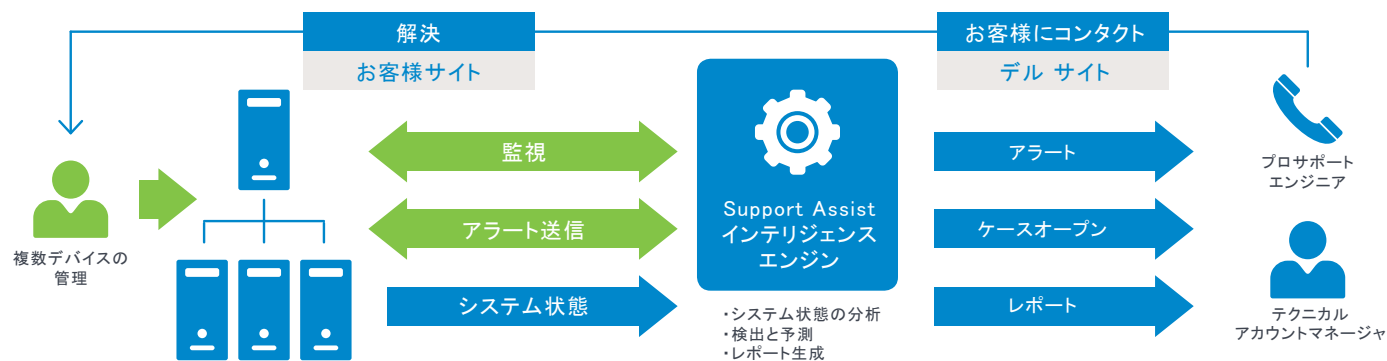 解決
お客様サイト
お客様にコンタクト
デル サイト
複数デバイスの
管理
監視
アラート送信
システム状態
Support Assist
インテリジェンス
エンジン
・システム状態の分析
・検出と予測
・レポート生成
アラート
ケースオープン
レポート
プロサポート
エンジニア
テクニカル
アカウントマネージャ